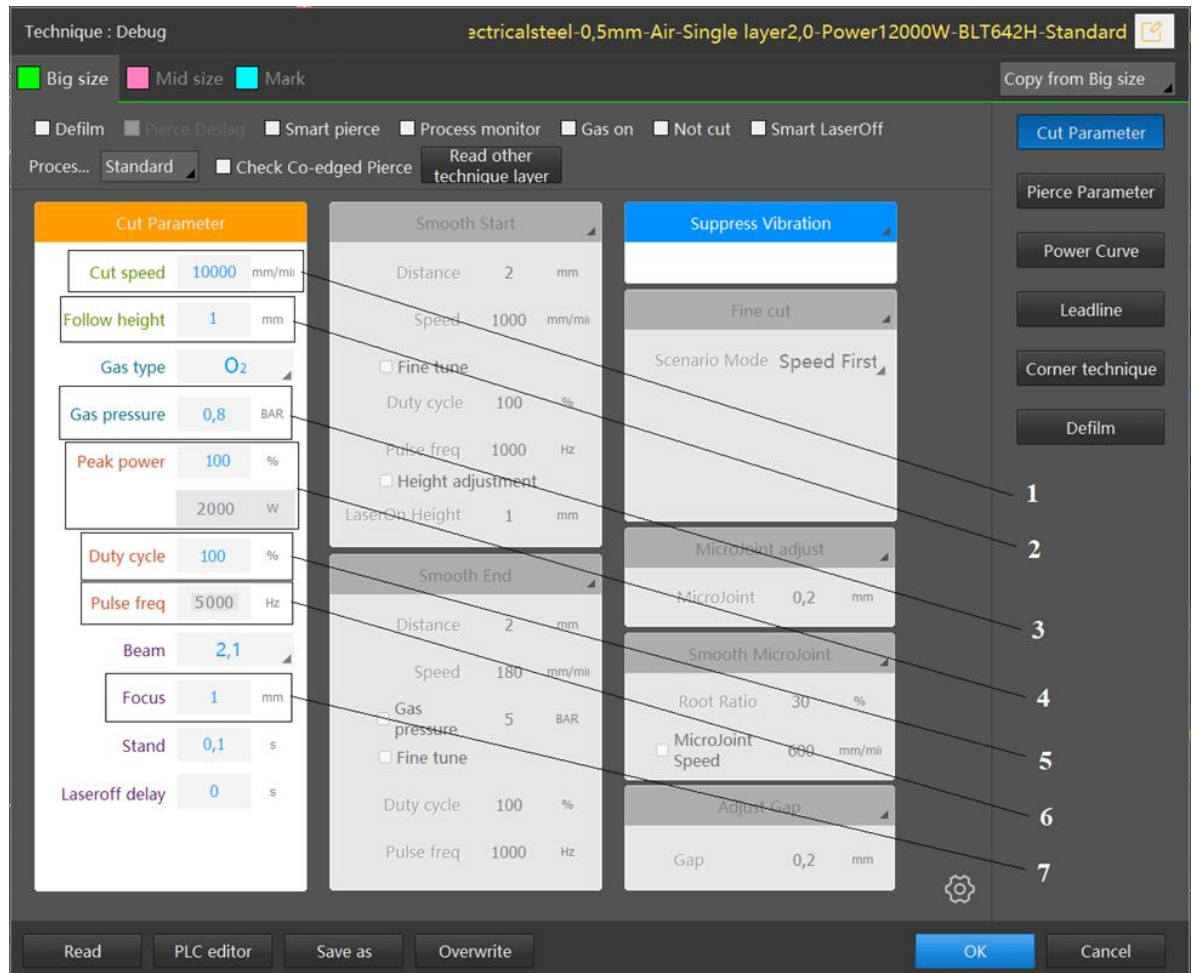 Technique : Debug
ectricalsteel-0,5mm-Air-Single layer2,0-Power12000W-BLT642H-Standard
Big size Mid size Mark Copy from Big size
Defilm Pierce Deslag Smart pierce Process monitor Gas on Not cut Smart LaserOff
Proces... Standard Check Co-edged Pierce Read other technique layer
Cut Parameter
Cut speed 10000 mm/min
Follow height 1 mm
Gas type O2
Gas pressure 0,8 BAR
Peak power 100 %
2000 W
Duty cycle 100 %
Pulse freq 5000 Hz
Beam 2,1
Focus 1 mm
Stand 0,1 s
Laseroff delay 0 s
Smooth Start
Distance 2 mm
Speed 1000 mm/min
Fine tune
Duty cycle 100 %
Pulse freq 1000 Hz
Height adjustment
LaserOn Height 1 mm
Smooth End
Distance 2 mm
Speed 180 mm/min
Gas pressure 5 BAR
Fine tune
Duty cycle 100 %
Pulse freq 1000 Hz
Suppress Vibration
Fine cut
Scenario Mode Speed First
MicroJoint adjust
MicroJoint 0,2 mm
Smooth MicroJoint
Root Ratio 30 %
MicroJoint Speed 600 mm/min
Adjust Gap
Gap 0,2 mm
Cut Parameter
Pierce Parameter
Power Curve
Leadline
Corner technique
Defilm
1
2
3
4
5
6
7
Read PLC editor Save as Overwrite OK Cancel